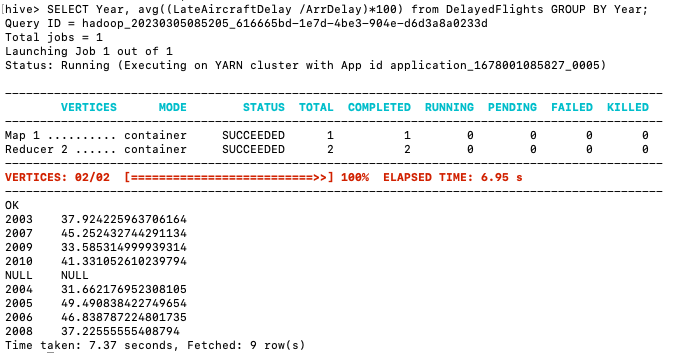 hive> SELECT Year, avg((LateAircraftDelay /ArrDelay)*100) from DelayedFlights GROUP BY Year;
Query ID = hadoop_20230305085205_616665bd-1e7d-4be3-904e-d6d3a8a0233d
Total jobs = 1
Launching Job 1 out of 1
Status: Running (Executing on YARN cluster with App id application_1678001085827_0005)
VERTICES MODE STATUS TOTAL COMPLETED RUNNING PENDING FAILED KILLED
Map 1 .......... container SUCCEEDED 1 1 0 0 0 0
Reducer 2 ...... container SUCCEEDED 2 2 0 0 0 0
VERTICES: 02/02 [==========================>>] 100% ELAPSED TIME: 6.95 s
OK
2003 37.924225963706164
2007 45.252432744291134
2009 33.585314999939314
2010 41.331052610239794
NULL NULL
2004 31.662176952308105
2005 49.490838422749654
2006 46.838787224801735
2008 37.22555555408794
Time taken: 7.37 seconds, Fetched: 9 row(s)